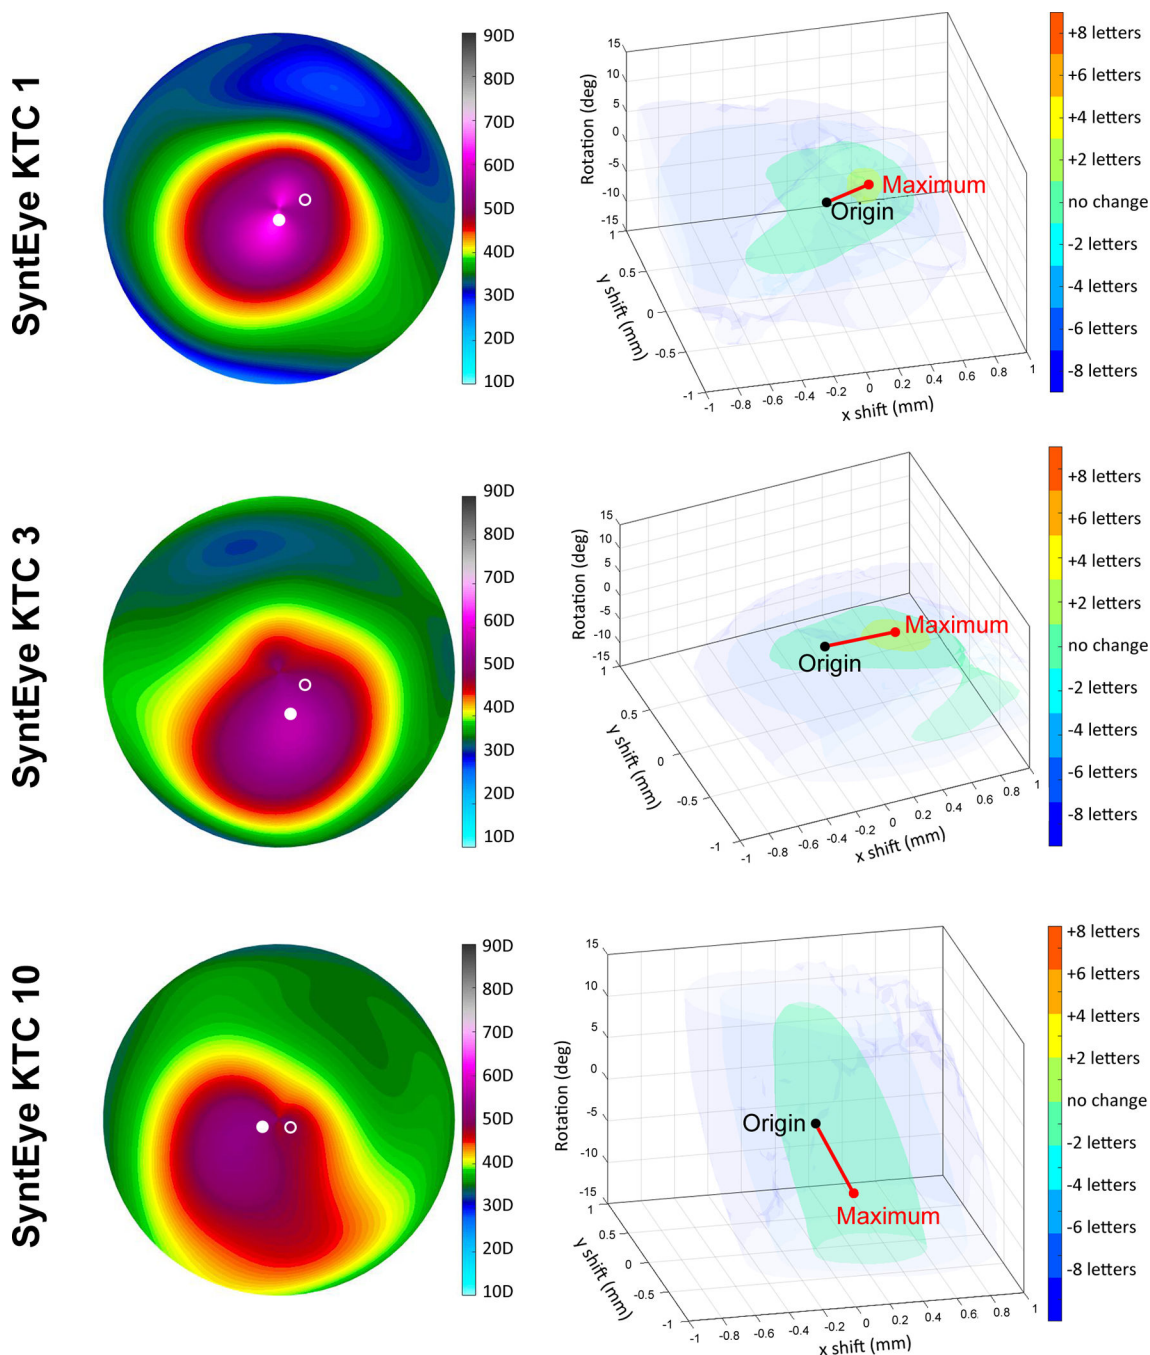 SyntEye KTC 1
90D
80D
70D
60D
50D
40D
30D
20D
10D
Rotation (deg)
15
10
5
0
-5
-10
-15
1
0.5
0
-0.5
-1
y shift (mm)
-1
-0.8
-0.6
-0.4
-0.2
0
0.2
0.4
0.6
0.8
1
x shift (mm)
Origin
Maximum
+8 letters
+6 letters
+4 letters
+2 letters
no change
-2 letters
-4 letters
-6 letters
-8 letters
SyntEye KTC 3
90D
80D
70D
60D
50D
40D
30D
20D
10D
Rotation (deg)
15
10
5
0
-5
-10
-15
1
0.5
0
-0.5
-1
y shift (mm)
-1
-0.8
-0.6
-0.4
-0.2
0
0.2
0.4
0.6
0.8
1
x shift (mm)
Origin
Maximum
+8 letters
+6 letters
+4 letters
+2 letters
no change
-2 letters
-4 letters
-6 letters
-8 letters
SyntEye KTC 10
90D
80D
70D
60D
50D
40D
30D
20D
10D
Rotation (deg)
15
10
5
0
-5
-10
-15
1
0.5
0
-0.5
-1
y shift (mm)
-1
-0.8
-0.6
-0.4
-0.2
0
0.2
0.4
0.6
0.8
1
x shift (mm)
Origin
Maximum
+8 letters
+6 letters
+4 letters
+2 letters
no change
-2 letters
-4 letters
-6 letters
-8 letters